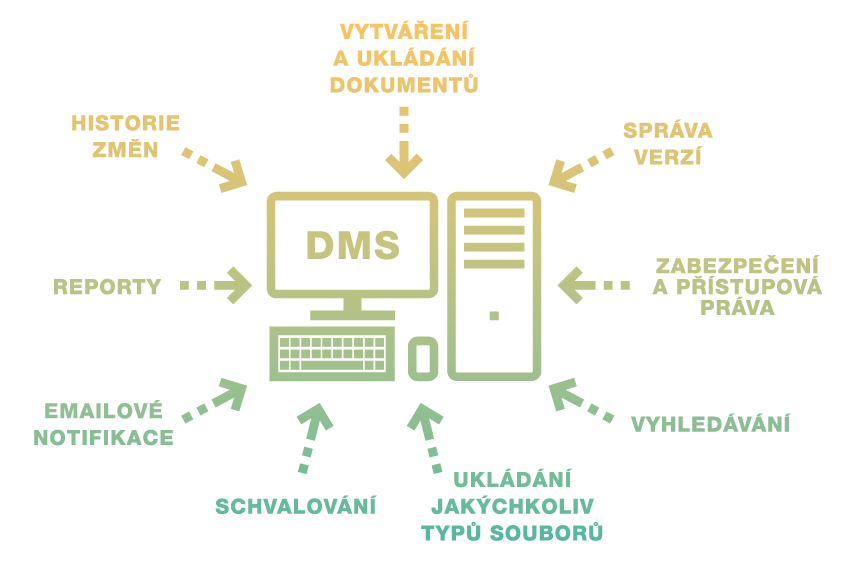 VYTVÁŘENÍ
A UKLÁDÁNÍ
DOKUMENTŮ
HISTORIE
ZMĚN
SPRÁVA
VERZÍ
DMS
REPORTY
ZABEZPEČENÍ
A PŘÍSTUPOVÁ
PRÁVA
EMAILOVÉ
NOTIFIKACE
VYHLEDÁVÁNÍ
SCHVALOVÁNÍ
UKLÁDÁNÍ
JAKÝCHKOLIV
TYPŮ SOUBORŮ